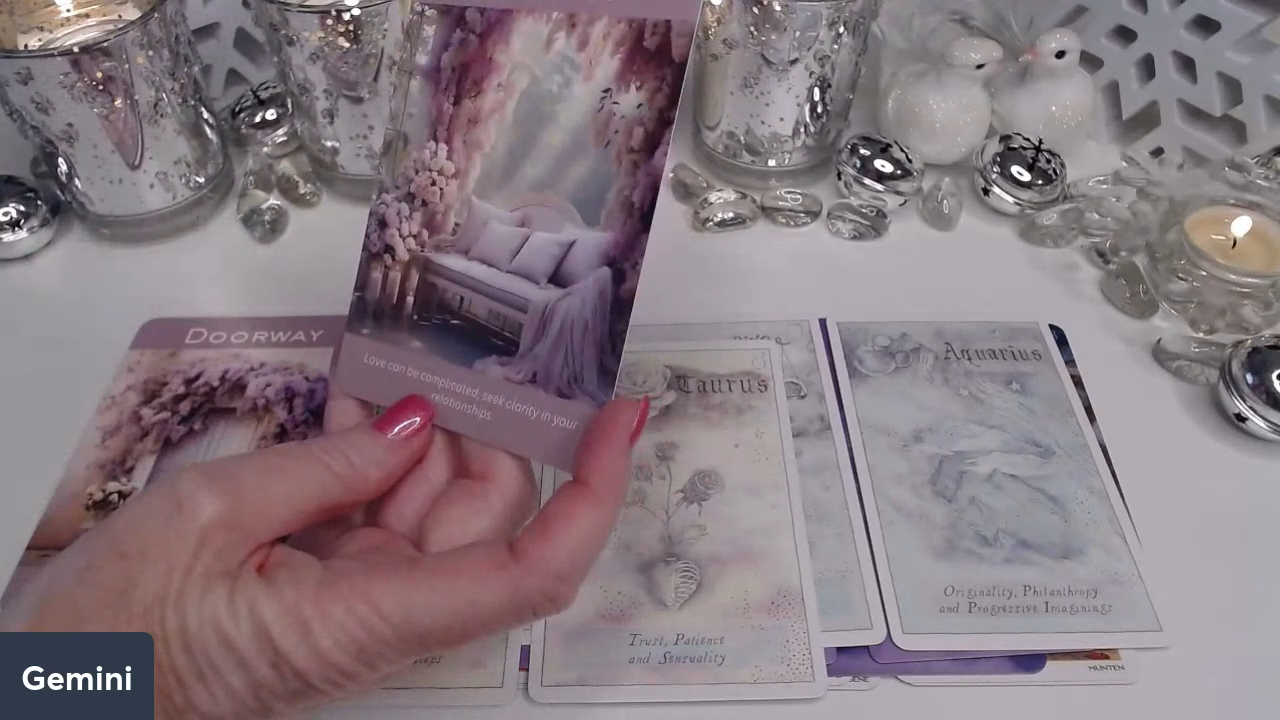 Doorway
Love can be complicated, seek clarity in your
relationships.
Taurus
Aquarius
Originality, Philanthropy
and Progressive Imaginings
Trust, Patience
and Sensuality
Gemini